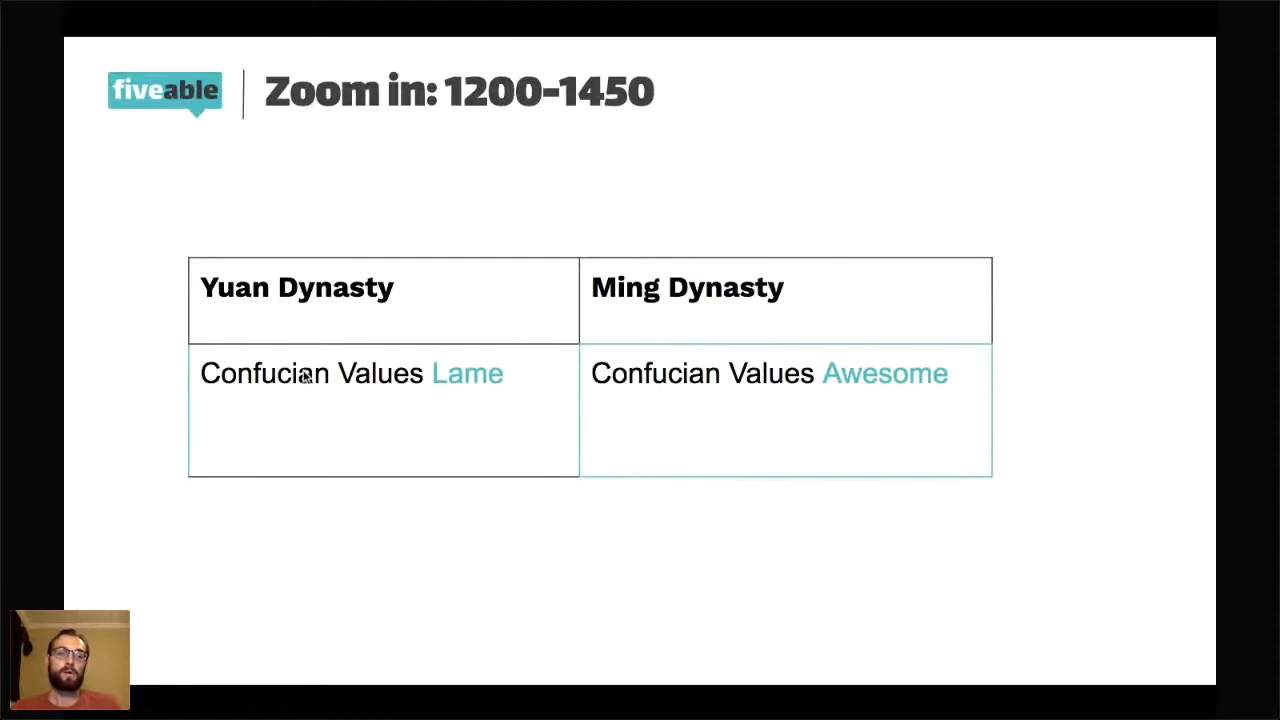 fiveable
Zoom in: 1200-1450
Yuan Dynasty
Ming Dynasty
Confucian Values Lame
Confucian Values Awesome